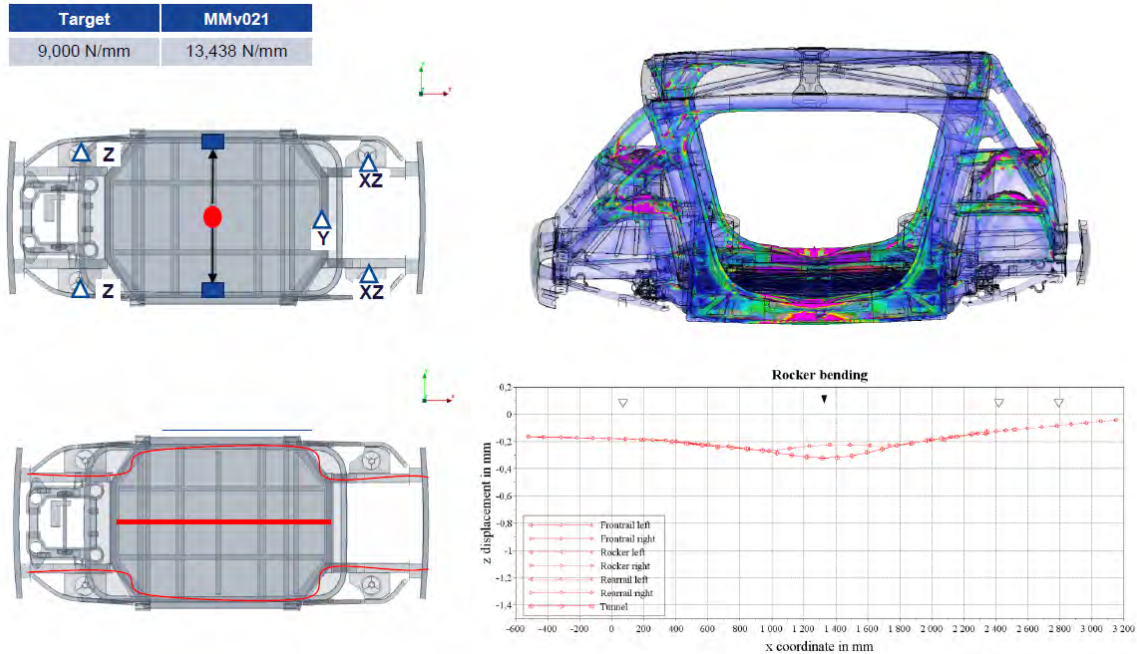 Target MMv021
9,000 N/mm 13,438 N/mm
Z
XZ
Y
Z
XZ
Rocker bending
0,2
0
-0,2
-0,4
-0,6
-0,8
-1
-1,2
-1,4
z displacement in mm
Frontrail left
Frontrail right
Rocker left
Rocker right
Rearrail left
Rearrail right
Tunnel
-600 -400 -200 0 200 400 600 800 1 000 1 200 1 400 1 600 1 800 2 000 2 200 2 400 2 600 2 800 3 000 3 200
x coordinate in mm